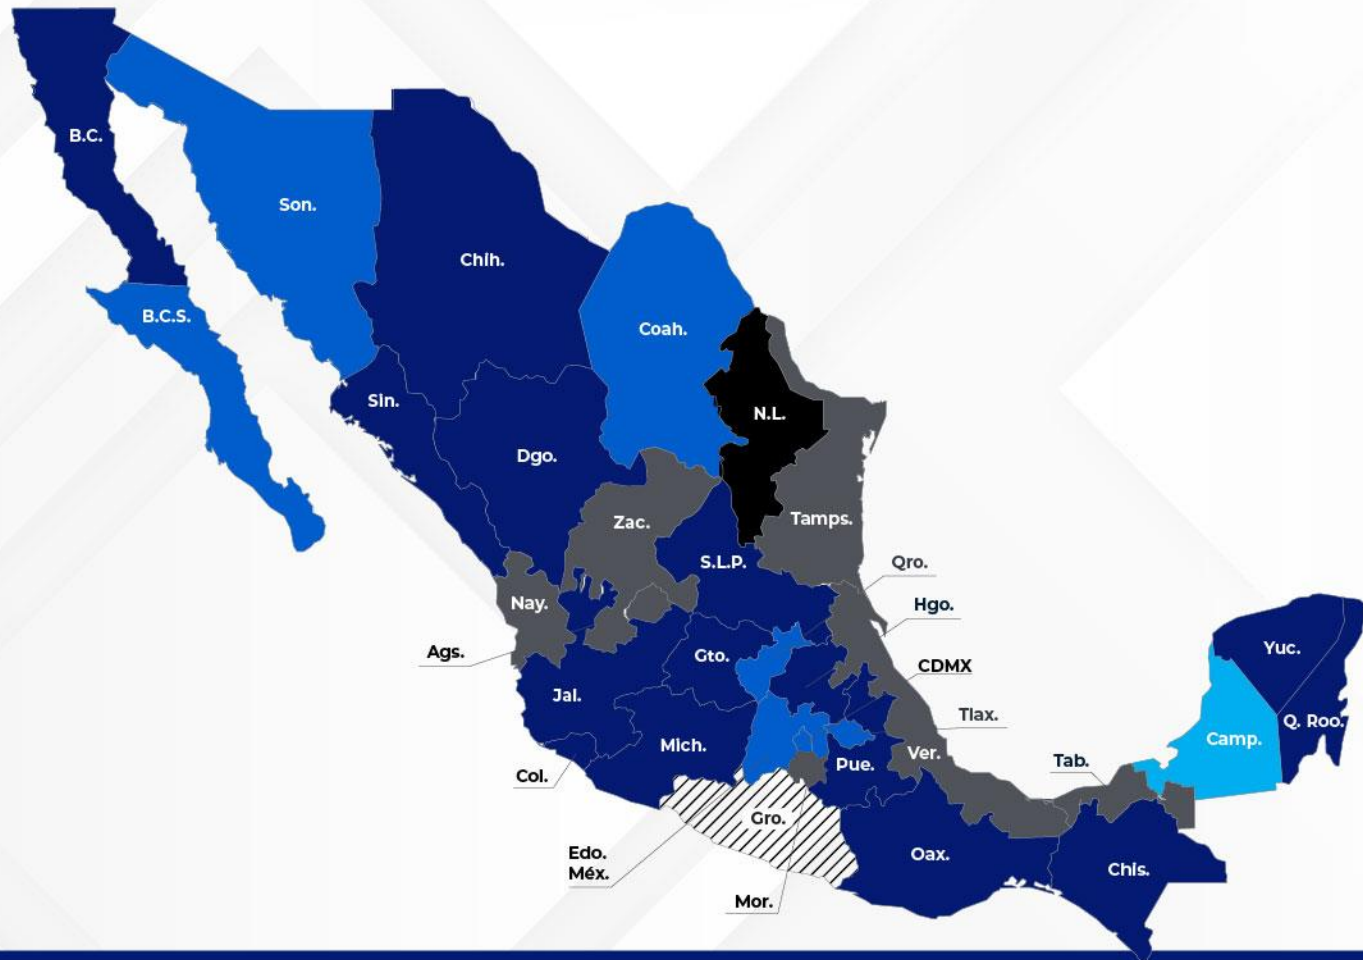 B.C.
Son.
Chih.
B.C.S.
Coah.
Sin.
N.L.
Dgo.
Zac.
Tamps.
S.L.P.
Qro.
Nay.
Hgo.
Ags.
Gto.
Yuc.
CDMX
Jal.
Tlax.
Q. Roo.
Mich.
Camp.
Ver.
Tab.
Pue.
Col.
Gro.
Edo.
Méx.
Oax.
Chis.
Mor.